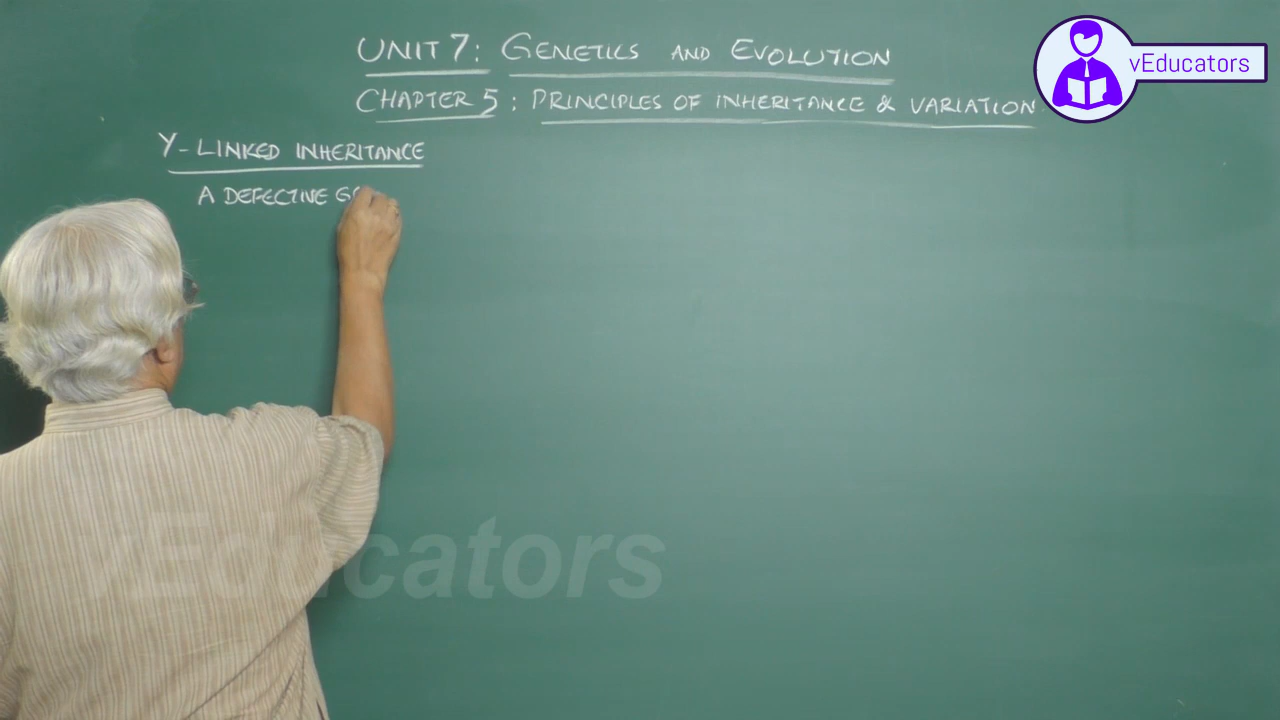 UNIT 7: GENETICS AND EVOLUTION
vEducators
CHAPTER 5: PRINCIPLES OF INHERITANCE & VARIATION
Y-LINKED INHERITANCE
A DEFECTIVE
vEducators